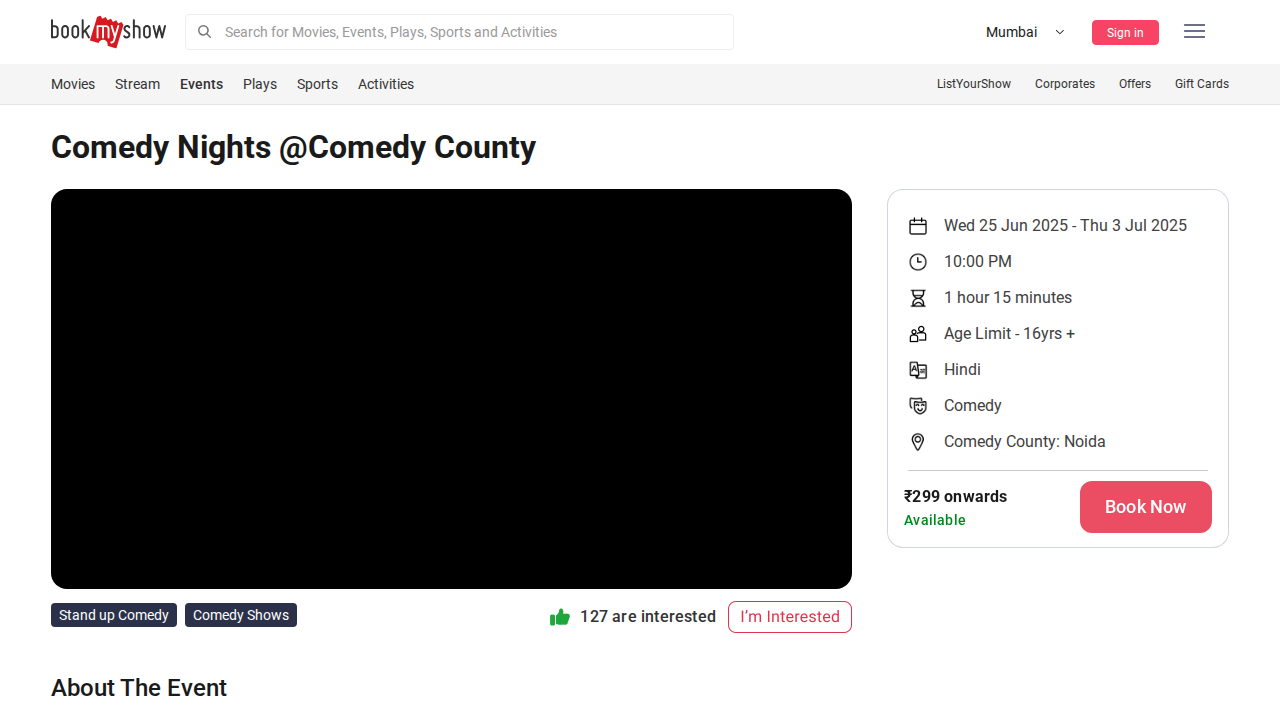 bookmyshow
Search for Movies, Events, Plays, Sports and Activities
Mumbai
Sign in
Movies
Stream
Events
Plays
Sports
Activities
ListYourShow
Corporates
Offers
Gift Cards
Comedy Nights @Comedy County
Wed 25 Jun 2025 - Thu 3 Jul 2025
10:00 PM
1 hour 15 minutes
Age Limit - 16yrs +
Hindi
Comedy
Comedy County: Noida
₹299 onwards
Available
Book Now
Stand up Comedy
Comedy Shows
127 are interested
I’m Interested
About The Event